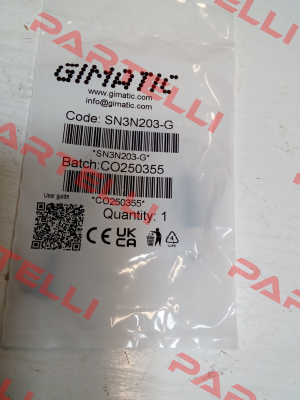 PARTELLI
GIMATIC
www.gimatic.com
info@gimatic.com
Code: SN3N203-G
*SN3N203-G*
Batch:CO250355
User guide
*CO250355*
Quantity: 1
CE UK CA
4